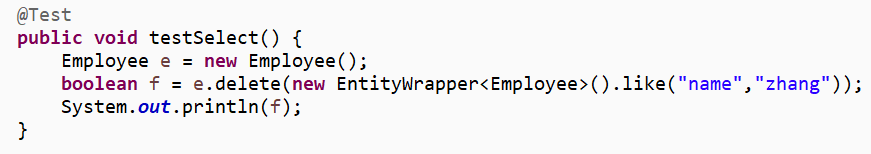 @Test
public void testSelect() {
    Employee e = new Employee();
    boolean f = e.delete(new EntityWrapper<Employee>().like("name","zhang"));
    System.out.println(f);
}